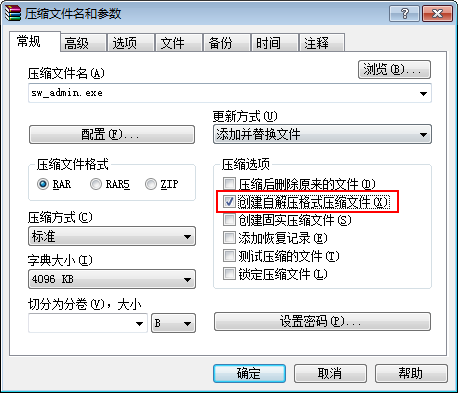 压缩文件名和参数
常规 高级 选项 文件 备份 时间 注释
压缩文件名(A)
浏览(B)...
sw_admin.exe
更新方式(U)
配置(F)...
添加并替换文件
压缩文件格式
RAR RAR5 ZIP
压缩选项
压缩后删除原来的文件(D)
创建自解压格式压缩文件(X)
创建固实压缩文件(S)
添加恢复记录(E)
测试压缩的文件(T)
锁定压缩文件(L)
压缩方式(C)
标准
字典大小(I)
4096 KB
切分为分卷(V),大小
B
设置密码(P)...
确定 取消 帮助